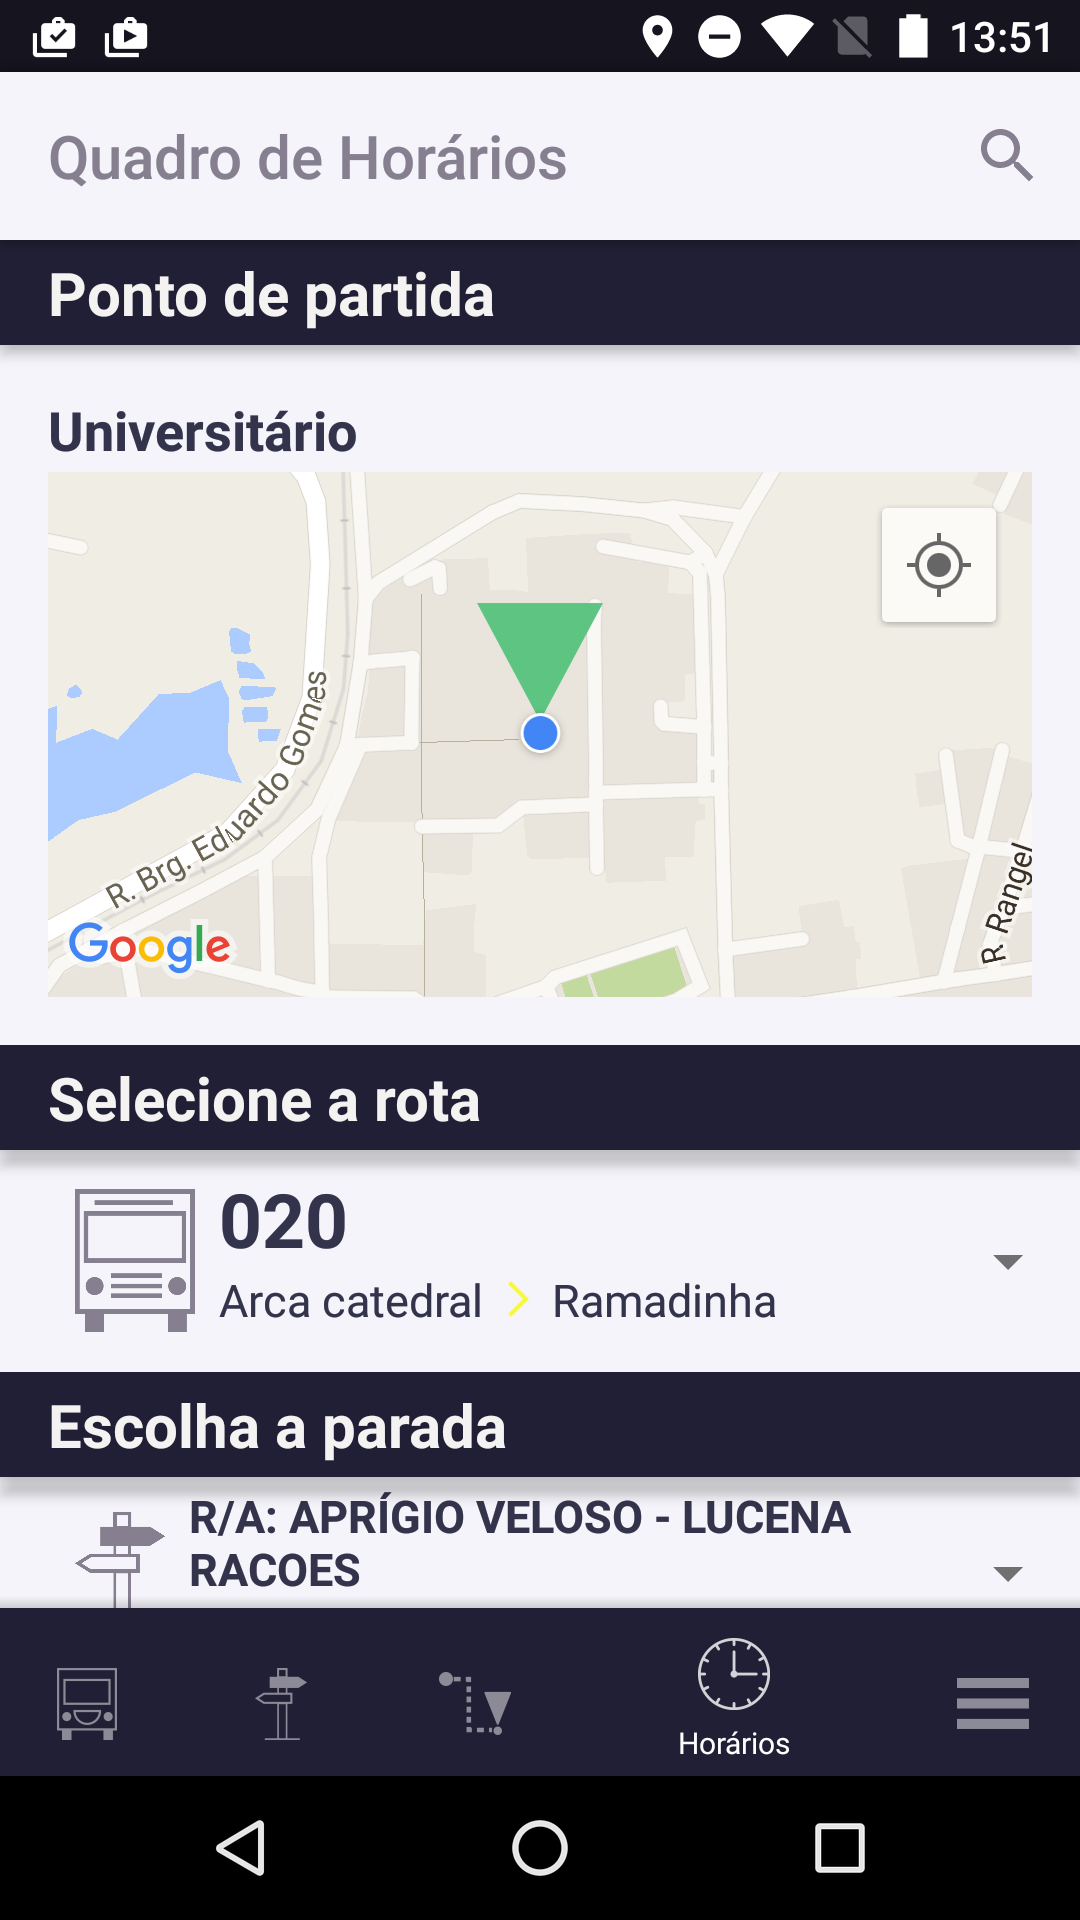 13:51
Quadro de Horários
Ponto de partida
Universitário
R. Brg. Eduardo Gomes
R. Rangel
Google
Selecione a rota
020
Arca catedral > Ramadinha
Escolha a parada
R/A: APRÍGIO VELOSO - LUCENA
RACOES
Horários